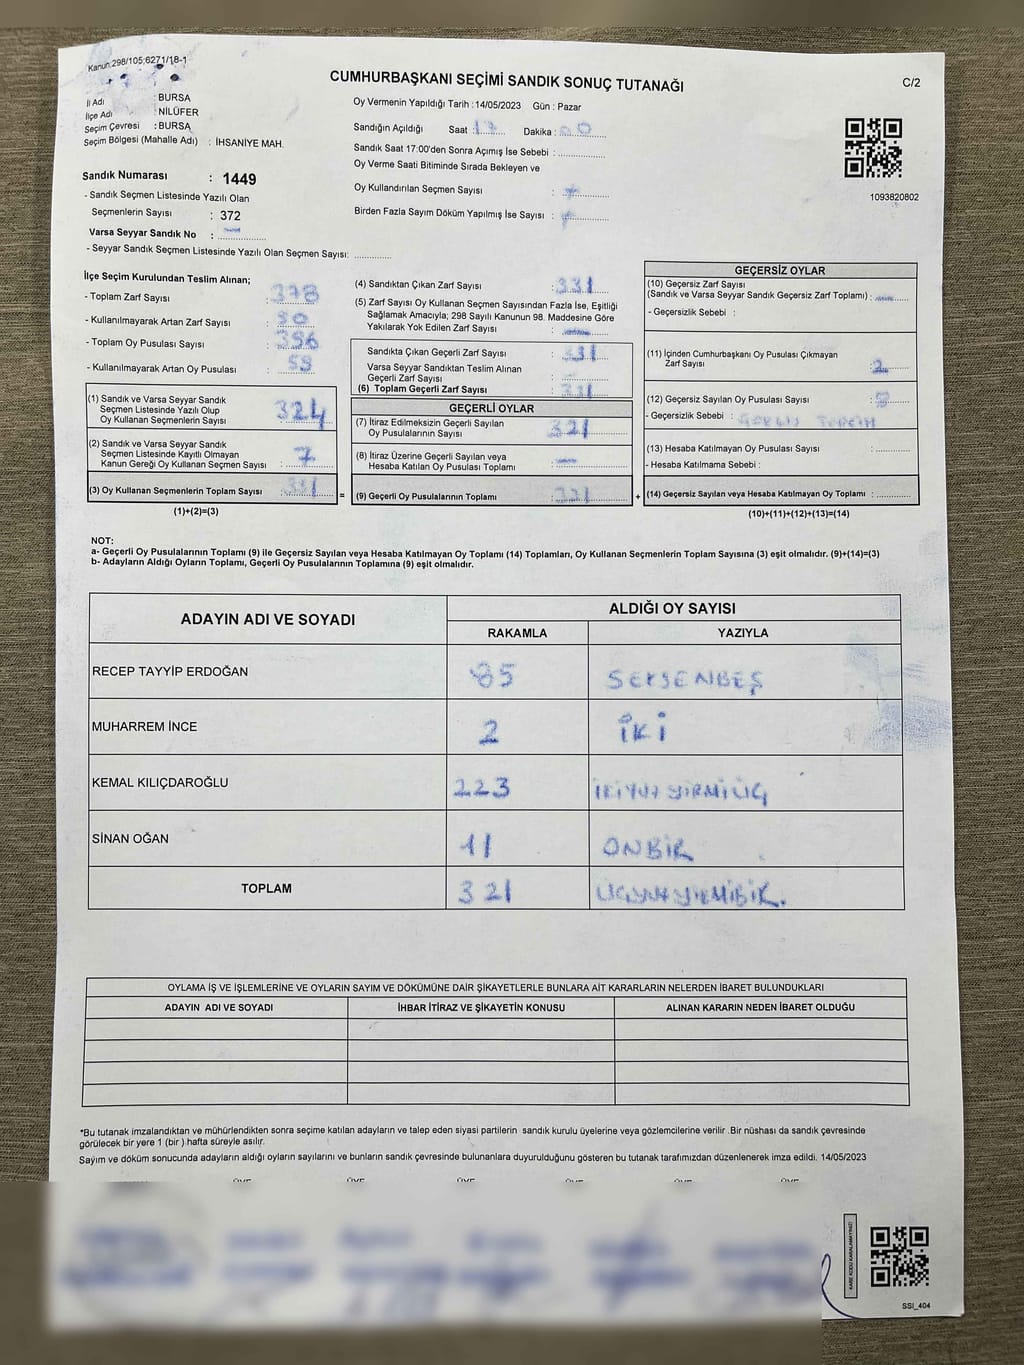 Kanun.298/105;6271/18-1
CUMHURBAŞKANI SEÇİMİ SANDIK SONUÇ TUTANAĞI
C/2
İl Adı : BURSA
İlçe Adı : NİLÜFER
Seçim Çevresi : BURSA
Seçim Bölgesi (Mahalle Adı) : İHSANİYE MAH.
Sandık Numarası : 1449
- Sandık Seçmen Listesinde Yazılı Olan
Seçmenlerin Sayısı : 372
Varsa Seyyar Sandık No :
- Seyyar Sandık Seçmen Listesinde Yazılı Olan Seçmen Sayısı:
Oy Vermenin Yapıldığı Tarih : 14/05/2023 Gün : Pazar
Sandığın Açıldığı Saat : 17 Dakika : 00
Sandık Saat 17:00'den Sonra Açımış İse Sebebi :
Oy Verme Saati Bitiminde Sırada Bekleyen ve
Oy Kullandırılan Seçmen Sayısı :
Birden Fazla Sayım Döküm Yapılmış İse Sayısı :
1093820802
İlçe Seçim Kurulundan Teslim Alınan;
- Toplam Zarf Sayısı : 378
- Kullanılmayarak Artan Zarf Sayısı : 50
- Toplam Oy Pusulası Sayısı : 386
- Kullanılmayarak Artan Oy Pusulası : 59
(1) Sandık ve Varsa Seyyar Sandık
Seçmen Listesinde Yazılı Olup
Oy Kullanan Seçmenlerin Sayısı : 324
(2) Sandık ve Varsa Seyyar Sandık
Seçmen Listesinde Kayıtlı Olmayan
Kanun Gereği Oy Kullanan Seçmen Sayısı : 7
(3) Oy Kullanan Seçmenlerin Toplam Sayısı : 331
(1)+(2)=(3)
(4) Sandıktan Çıkan Zarf Sayısı : 331
(5) Zarf Sayısı Oy Kullanan Seçmen Sayısından Fazla İse, Eşitliği
Sağlamak Amacıyla; 298 Sayılı Kanunun 98. Maddesine Göre
Yakılarak Yok Edilen Zarf Sayısı :
Sandıkta Çıkan Geçerli Zarf Sayısı : 331
Varsa Seyyar Sandıktan Teslim Alınan
Geçerli Zarf Sayısı :
(6) Toplam Geçerli Zarf Sayısı : 331
GEÇERLİ OYLAR
(7) İtiraz Edilmeksizin Geçerli Sayılan
Oy Pusulalarının Sayısı : 321
(8) İtiraz Üzerine Geçerli Sayılan veya
Hesaba Katılan Oy Pusulası Toplamı :
= (9) Geçerli Oy Pusulalarının Toplamı : 321 +
GEÇERSİZ OYLAR
(10) Geçersiz Zarf Sayısı
(Sandık ve Varsa Seyyar Sandık Geçersiz Zarf Toplamı) :
- Geçersizlik Sebebi :
(11) İçinden Cumhurbaşkanı Oy Pusulası Çıkmayan
Zarf Sayısı : 2
(12) Geçersiz Sayılan Oy Pusulası Sayısı :
- Geçersizlik Sebebi :
(13) Hesaba Katılmayan Oy Pusulası Sayısı :
- Hesaba Katılmama Sebebi :
(14) Geçersiz Sayılan veya Hesaba Katılmayan Oy Toplamı :
(10)+(11)+(12)+(13)=(14)
NOT:
a- Geçerli Oy Pusulalarının Toplamı (9) ile Geçersiz Sayılan veya Hesaba Katılmayan Oy Toplamı (14) Toplamları, Oy Kullanan Seçmenlerin Toplam Sayısına (3) eşit olmalıdır. (9)+(14)=(3)
b- Adayların Aldığı Oyların Toplamı, Geçerli Oy Pusulalarının Toplamına (9) eşit olmalıdır.
ADAYIN ADI VE SOYADI ALDIĞI OY SAYISI
RAKAMLA YAZIYLA
RECEP TAYYİP ERDOĞAN 85 SEKSENBEŞ
MUHARREM İNCE 2 İKİ
KEMAL KILIÇDAROĞLU 223 İKİYÜZ YİRMİÜÇ
SİNAN OĞAN 11 ONBİR
TOPLAM 321 ÜÇYÜZYİRMİBİR.
OYLAMA İŞ VE İŞLEMLERİNE VE OYLARIN SAYIM VE DÖKÜMÜNE DAİR ŞİKAYETLERLE BUNLARA AİT KARARLARIN NELERDEN İBARET BULUNDUKLARI
ADAYIN ADI VE SOYADI İHBAR İTİRAZ VE ŞİKAYETİN KONUSU ALINAN KARARIN NEDEN İBARET OLDUĞU
*Bu tutanak imzalandıktan ve mühürlendikten sonra seçime katılan adayların ve talep eden siyasi partilerin sandık kurulu üyelerine veya gözlemcilerine verilir .Bir nüshası da sandık çevresinde
görülecek bir yere 1 (bir ) hafta süreyle asılır.
Sayım ve döküm sonucunda adayların aldığı oyların sayılarını ve bunların sandık çevresinde bulunanlara duyurulduğunu gösteren bu tutanak tarafımızdan düzenlenerek imza edildi. 14/05/2023
KARE KODU KARALAMAYINIZ!
SSI_404